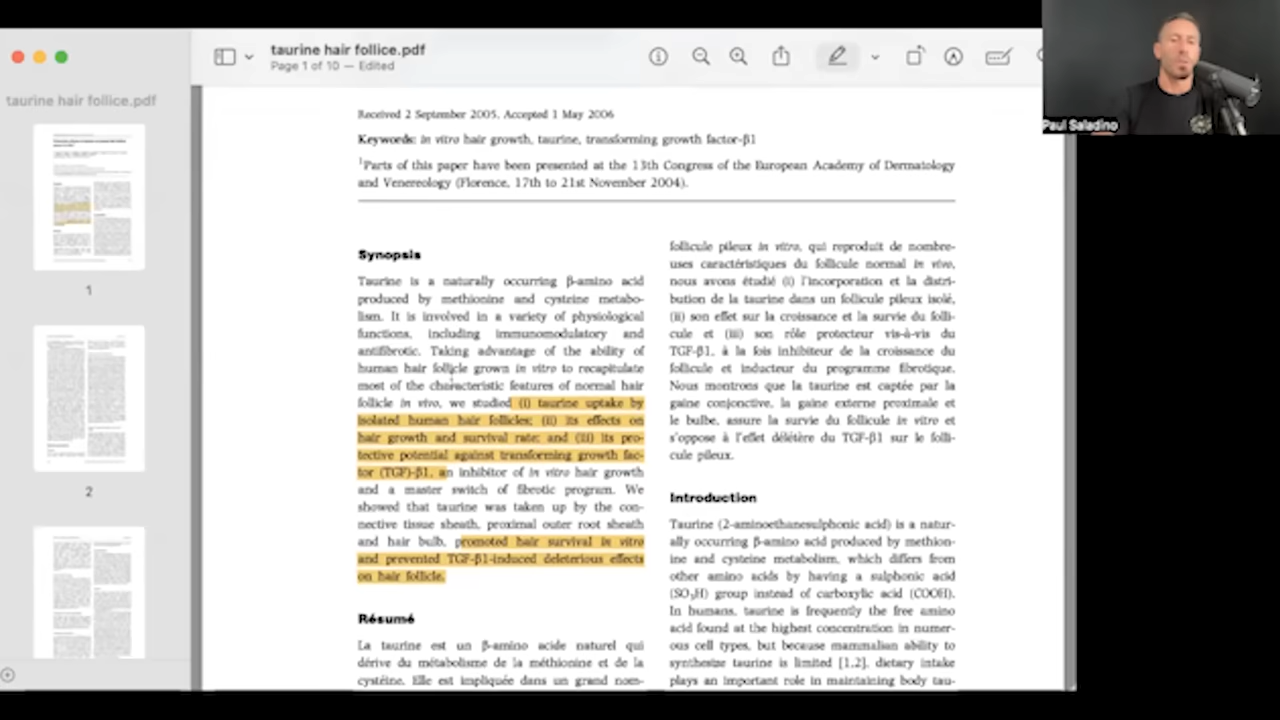 taurine hair follice.pdf
Page 1 of 10 — Edited
taurine hair follice.pdf
1
2
Paul Saladino
Received 2 September 2005, Accepted 1 May 2006
Keywords: in vitro hair growth, taurine, transforming growth factor-β1
1Parts of this paper have been presented at the 13th Congress of the European Academy of Dermatology
and Venereology (Florence, 17th to 21st November 2004).
Synopsis
Taurine is a naturally occurring β-amino acid
produced by methionine and cysteine metabo-
lism. It is involved in a variety of physiological
functions, including immunomodulatory and
antifibrotic. Taking advantage of the ability of
human hair follicle grown in vitro to recapitulate
most of the characteristic features of normal hair
follicle in vivo, we studied (i) taurine uptake by
isolated human hair follicles; (ii) its effects on
hair growth and survival rate; and (iii) its pro-
tective potential against transforming growth fac-
tor (TGF)-β1, an inhibitor of in vitro hair growth
and a master switch of fibrotic program. We
showed that taurine was taken up by the con-
nective tissue sheath, proximal outer root sheath
and hair bulb, promoted hair survival in vitro
and prevented TGF-β1-induced deleterious effects
on hair follicle.
Résumé
La taurine est un β-amino acide naturel qui
dérive du métabolisme de la méthionine et de la
cystéine. Elle est impliquée dans un grand nom-
follicule pileux in vitro, qui reproduit de nombre-
uses caractéristiques du follicule normal in vivo,
nous avons étudié (i) l'incorporation et la distri-
bution de la taurine dans un follicule pileux isolé,
(ii) son effet sur la croissance et la survie du folli-
cule et (iii) son rôle protecteur vis-à-vis du
TGF-β1, à la fois inhibiteur de la croissance du
follicule et inducteur du programme fibrotique.
Nous montrons que la taurine est captée par la
gaine conjonctive, la gaine externe proximale et
le bulbe, assure la survie du follicule in vitro et
s'oppose à l'effet délétère du TGF-β1 sur le folli-
cule pileux.
Introduction
Taurine (2-aminoethanesulphonic acid) is a natur-
ally occurring β-amino acid produced by methion-
ine and cysteine metabolism, which differs from
other amino acids by having a sulphonic acid
(SO3H) group instead of carboxylic acid (COOH).
In humans, taurine is frequently the free amino
acid found at the highest concentration in numer-
ous cell types, but because mammalian ability to
synthesize taurine is limited [1,2], dietary intake
plays an important role in maintaining body tau-